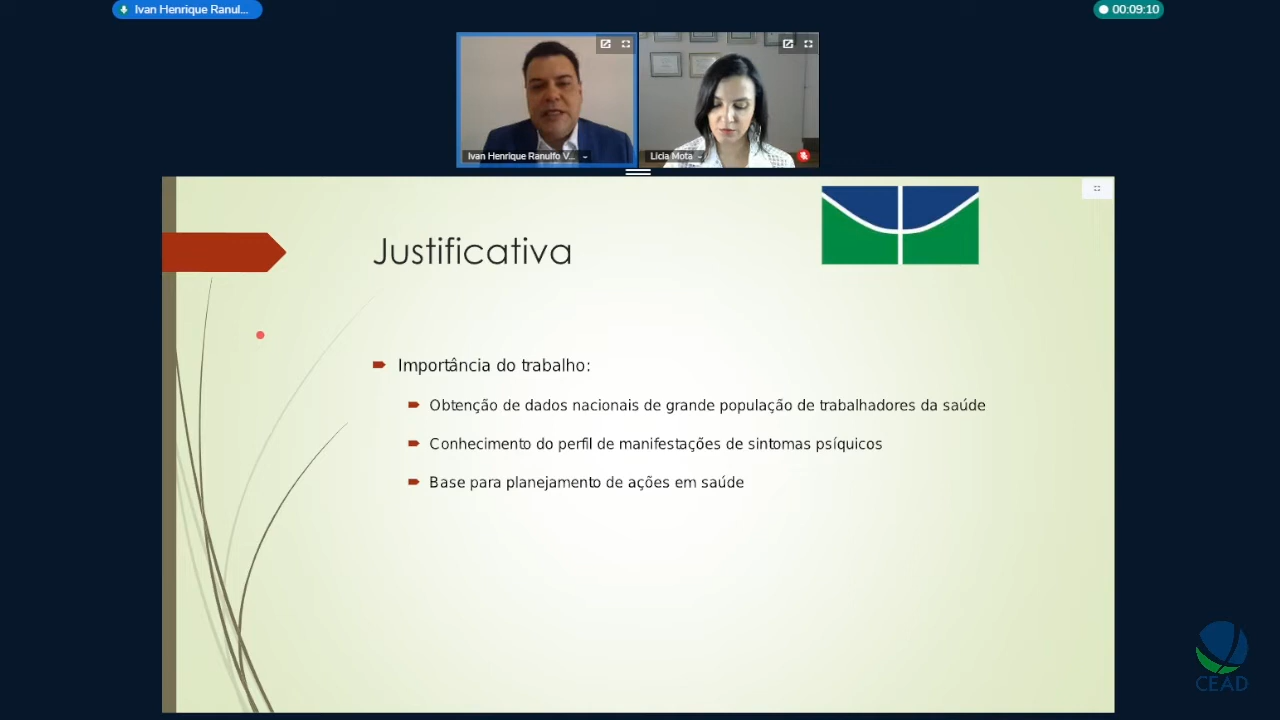 Ivan Henrique Ranul...
00:09:10
Ivan Henrique Ranulfo V...
Licia Mota
Justificativa
Importância do trabalho:
Obtenção de dados nacionais de grande população de trabalhadores da saúde
Conhecimento do perfil de manifestações de sintomas psíquicos
Base para planejamento de ações em saúde
CEAD